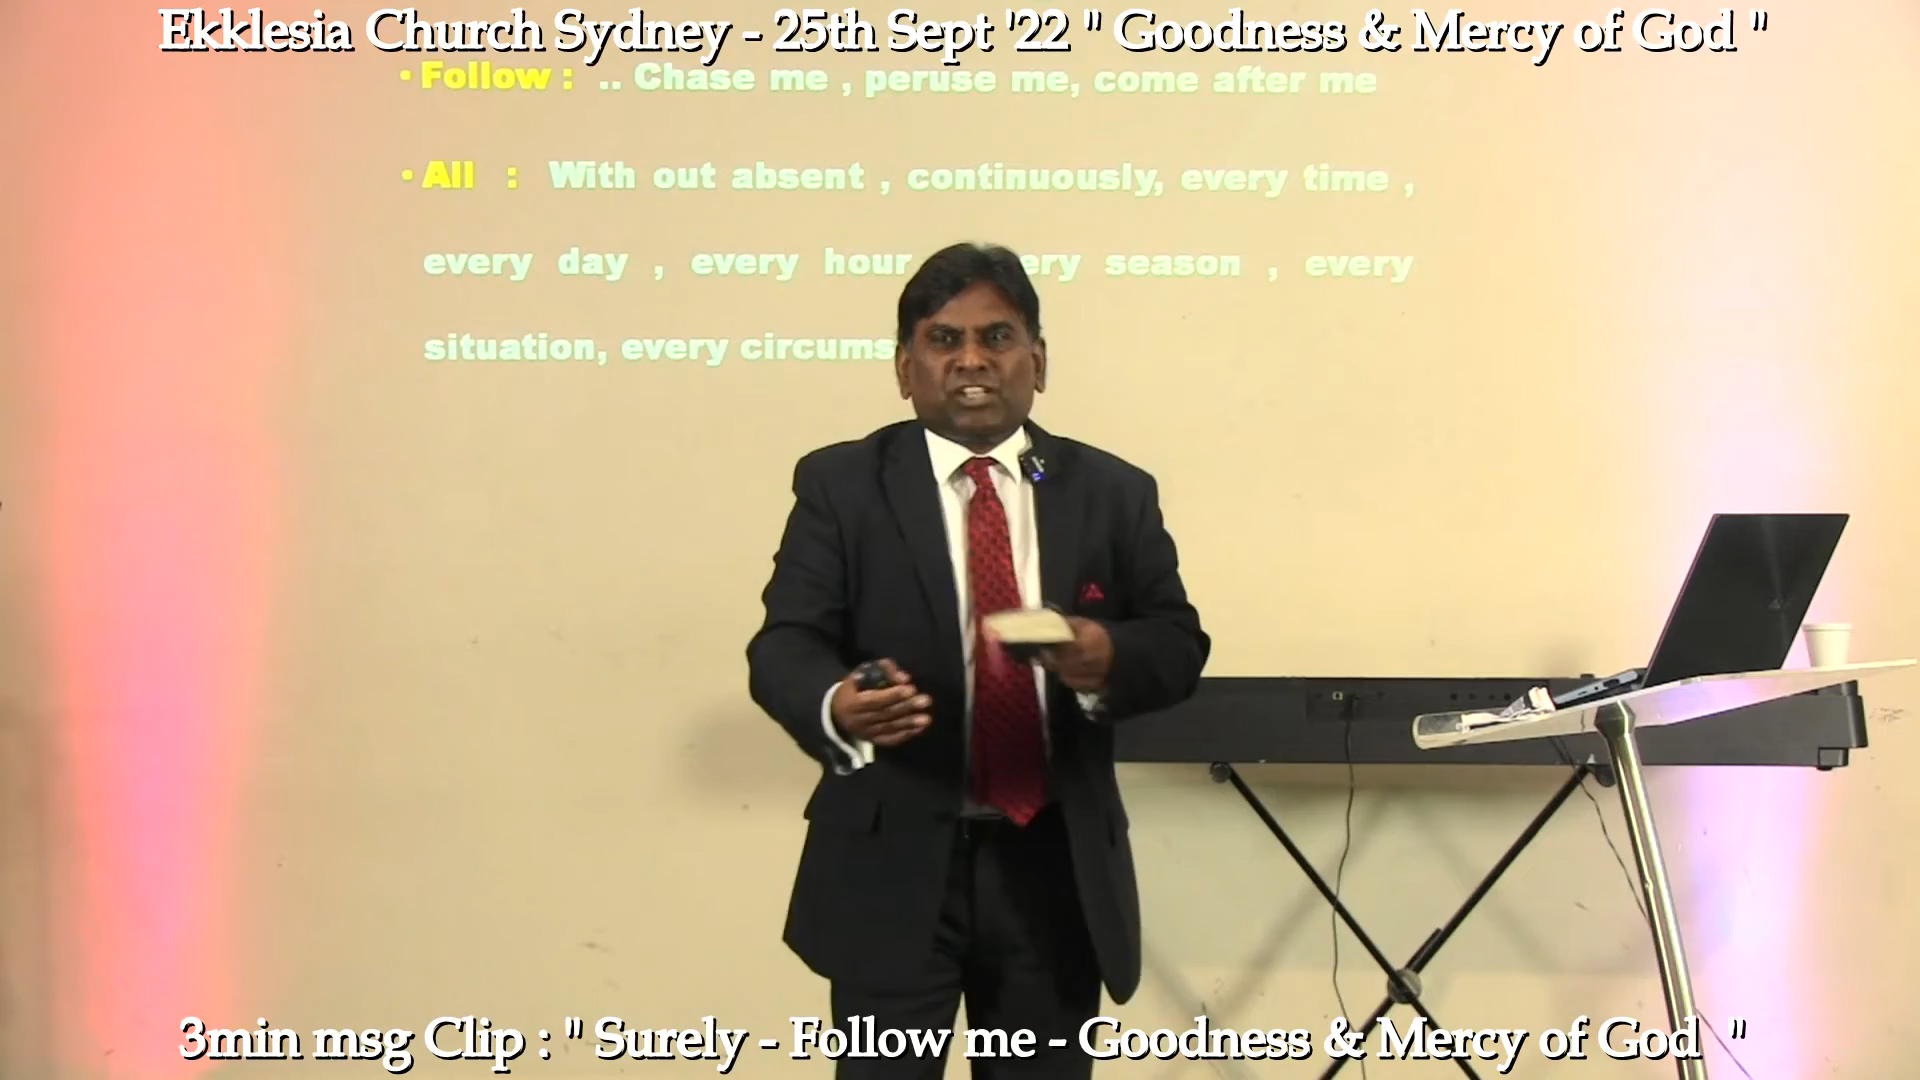 Ekklesia Church Sydney - 25th Sept '22 " Goodness & Mercy of God "
• Follow : .. Chase me , peruse me, come after me
• All : With out absent , continuously, every time ,
every day , every hour season , every
situation, every
3min msg Clip : " Surely - Follow me - Goodness & Mercy of God "